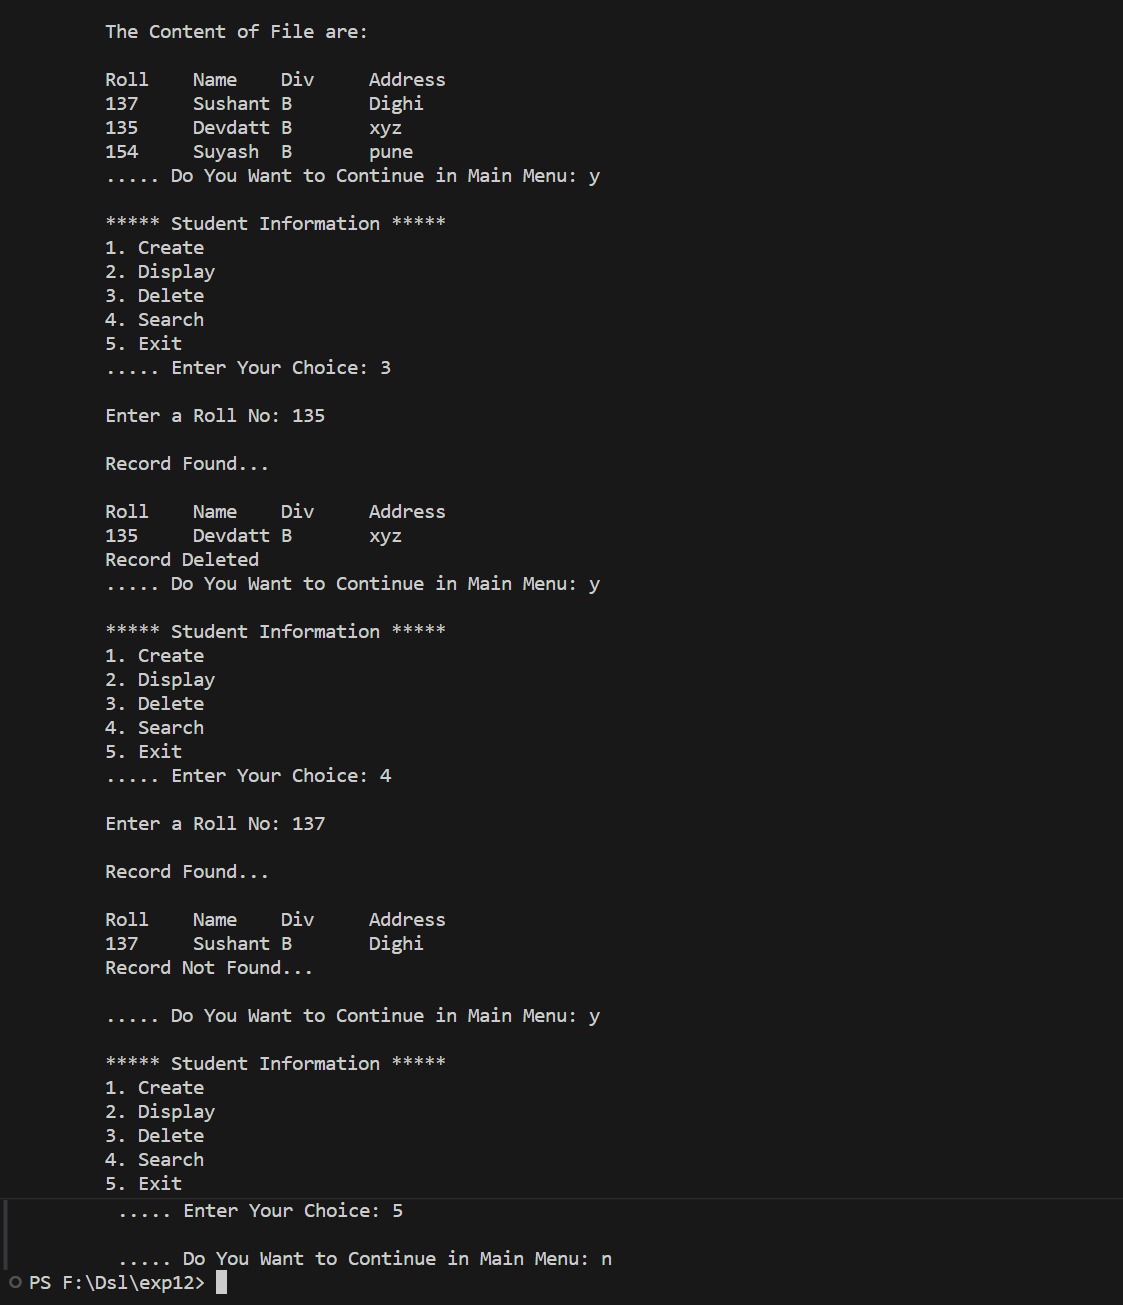 The Content of File are:
Roll Name Div Address
137 Sushant B Dighi
135 Devdatt B xyz
154 Suyash B pune
..... Do You Want to Continue in Main Menu: y
***** Student Information *****
1. Create
2. Display
3. Delete
4. Search
5. Exit
..... Enter Your Choice: 3
Enter a Roll No: 135
Record Found...
Roll Name Div Address
135 Devdatt B xyz
Record Deleted
..... Do You Want to Continue in Main Menu: y
***** Student Information *****
1. Create
2. Display
3. Delete
4. Search
5. Exit
..... Enter Your Choice: 4
Enter a Roll No: 137
Record Found...
Roll Name Div Address
137 Sushant B Dighi
Record Not Found...
..... Do You Want to Continue in Main Menu: y
***** Student Information *****
1. Create
2. Display
3. Delete
4. Search
5. Exit
..... Enter Your Choice: 5
..... Do You Want to Continue in Main Menu: n
PS F:\Dsl\exp12>